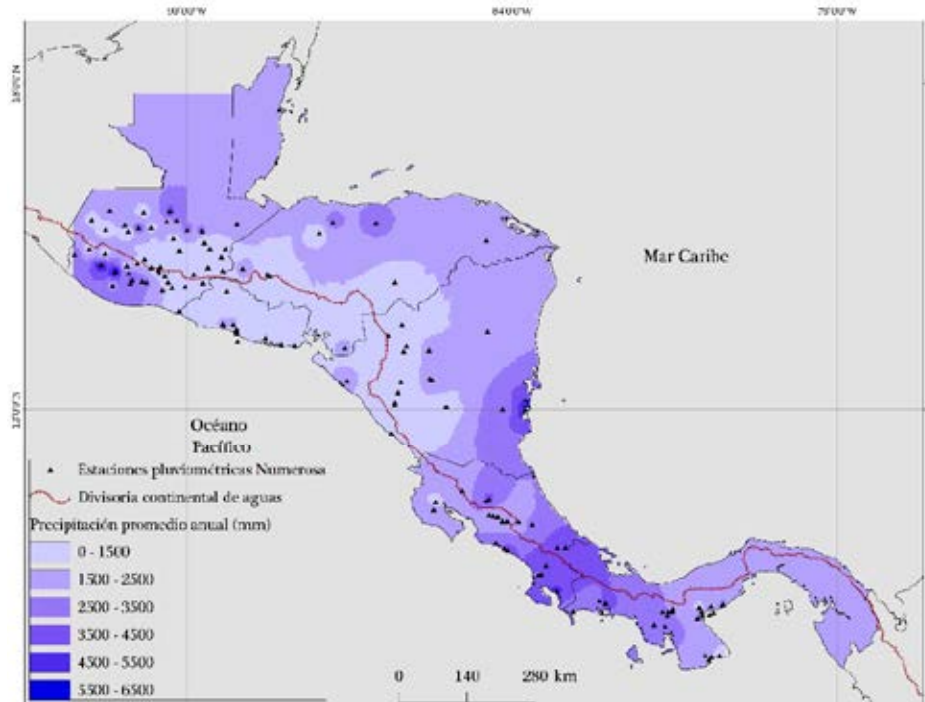 Mar Caribe
Océano
Pacífico
Estaciones pluviométricas Numerosa
Divisoria continental de aguas
Precipitación promedio anual (mm)
0 - 1500
1500 - 2500
2500 - 3500
3500 - 4500
4500 - 5500
5500 - 6500
0 140 280 km